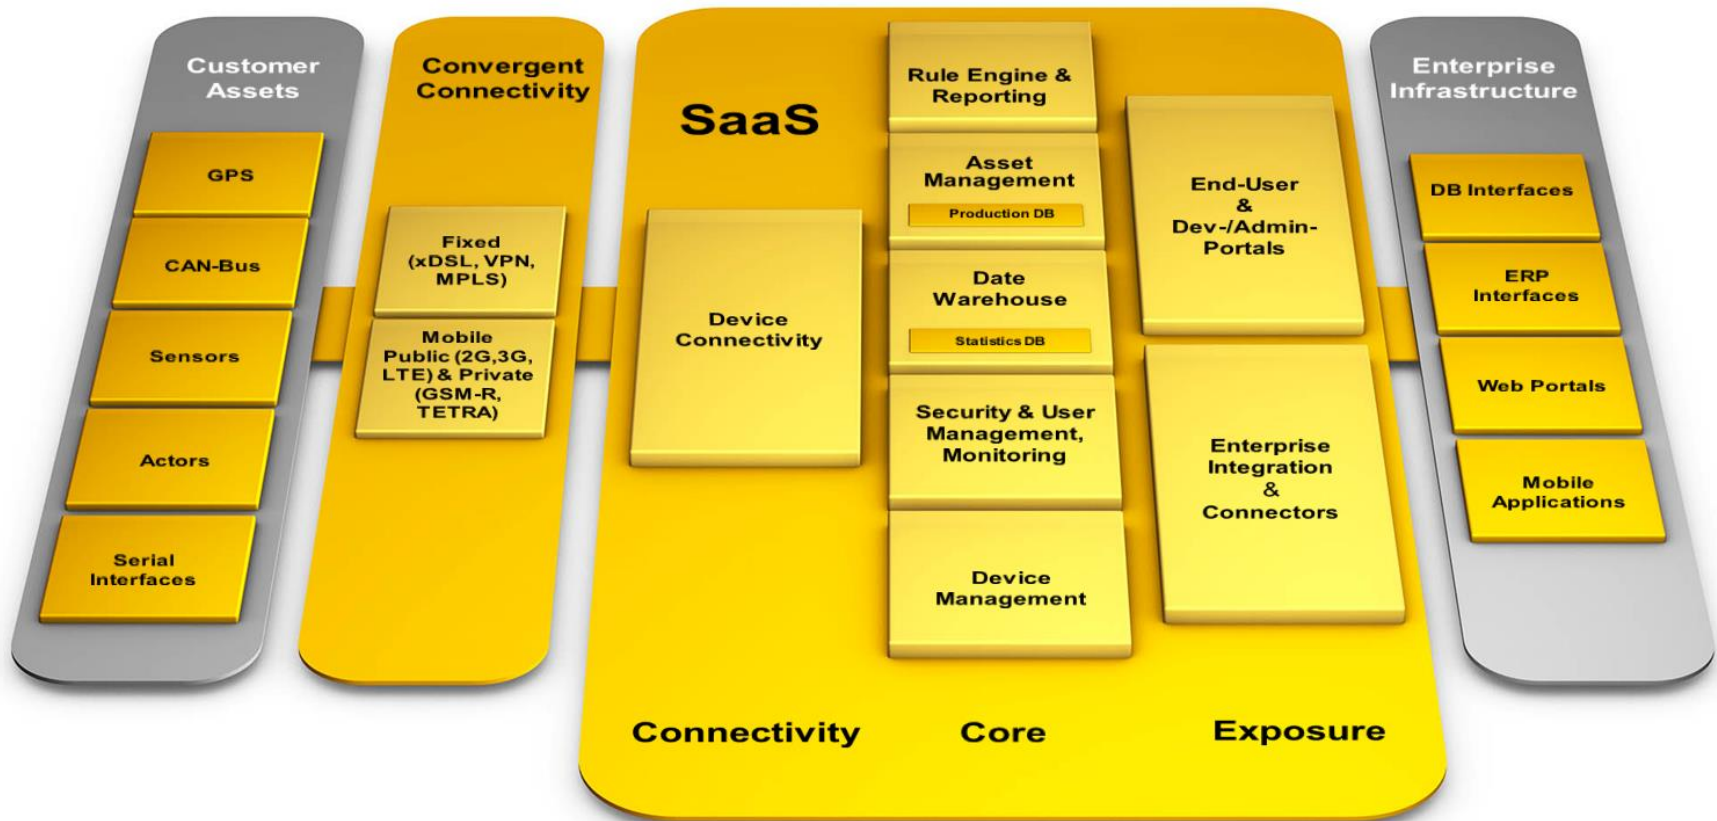 Customer
Assets
GPS
CAN-Bus
Sensors
Actors
Serial
Interfaces
Convergent
Connectivity
Fixed
(xDSL, VPN,
MPLS)
Mobile
Public (2G,3G,
LTE) & Private
(GSM-R,
TETRA)
SaaS
Device
Connectivity
Connectivity
Rule Engine &
Reporting
Asset
Management
Production DB
Date
Warehouse
Statistics DB
Security & User
Management,
Monitoring
Device
Management
Core
End-User
&
Dev-/Admin-
Portals
Enterprise
Integration
&
Connectors
Exposure
Enterprise
Infrastructure
DB Interfaces
ERP
Interfaces
Web Portals
Mobile
Applications